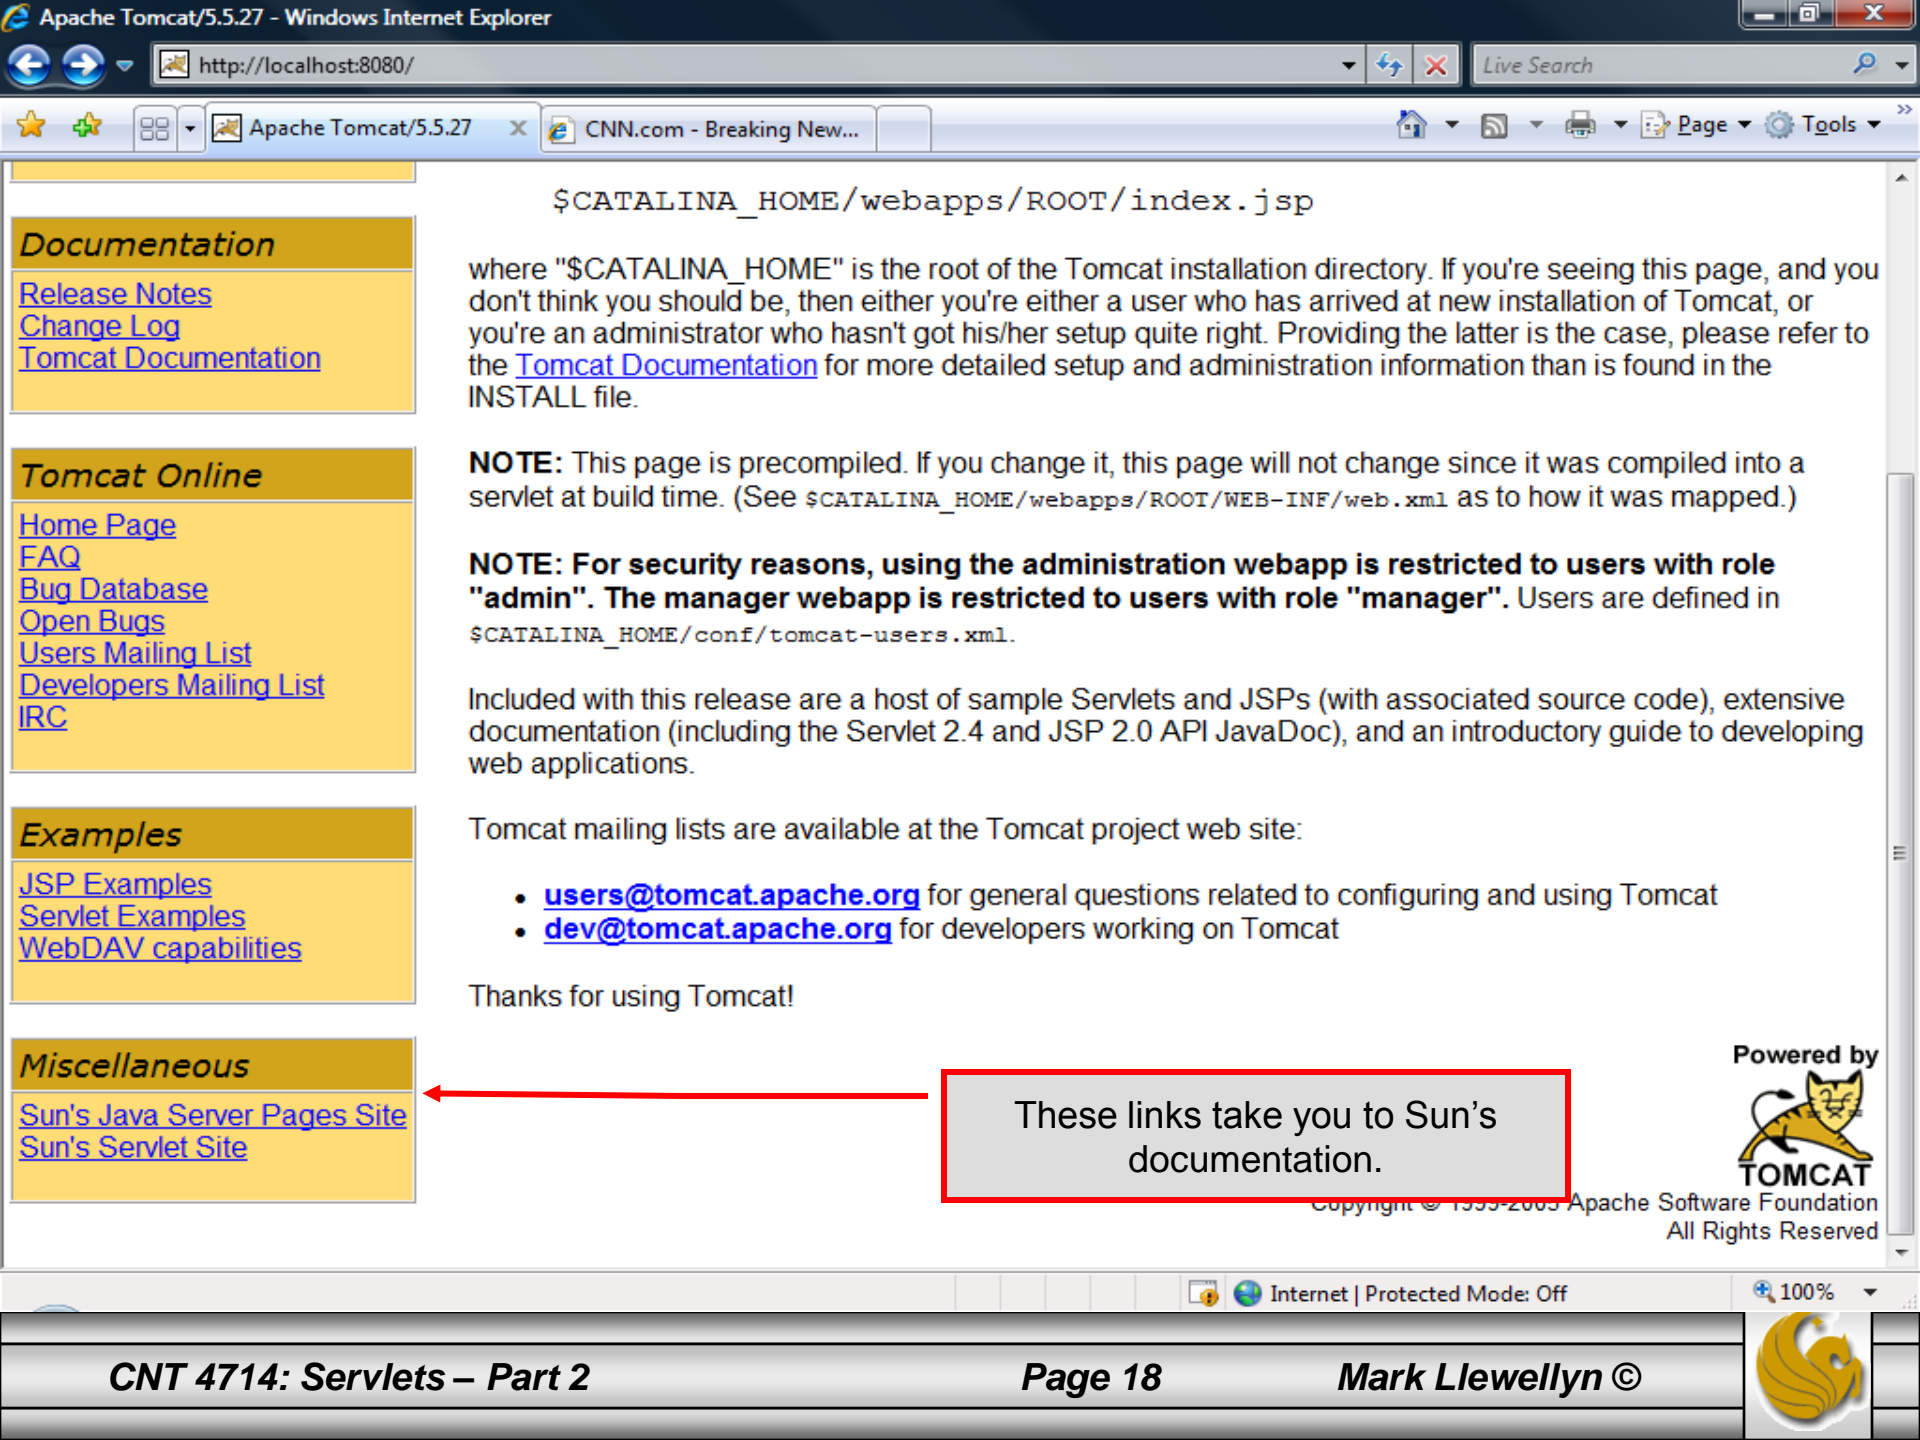 Apache Tomcat/5.5.27 - Windows Internet Explorer
http://localhost:8080/
Live Search
Apache Tomcat/5.5.27
CNN.com - Breaking New...
Page
Tools
$CATALINA_HOME/webapps/ROOT/index.jsp
Documentation
Release Notes
Change Log
Tomcat Documentation
Tomcat Online
Home Page
FAQ
Bug Database
Open Bugs
Users Mailing List
Developers Mailing List
IRC
Examples
JSP Examples
Servlet Examples
WebDAV capabilities
Miscellaneous
Sun's Java Server Pages Site
Sun's Servlet Site
where "$CATALINA_HOME" is the root of the Tomcat installation directory. If you're seeing this page, and you
don't think you should be, then either you're either a user who has arrived at new installation of Tomcat, or
you're an administrator who hasn't got his/her setup quite right. Providing the latter is the case, please refer to
the Tomcat Documentation for more detailed setup and administration information than is found in the
INSTALL file.
NOTE: This page is precompiled. If you change it, this page will not change since it was compiled into a
servlet at build time. (See $CATALINA_HOME/webapps/ROOT/WEB-INF/web.xml as to how it was mapped.)
NOTE: For security reasons, using the administration webapp is restricted to users with role
"admin". The manager webapp is restricted to users with role "manager". Users are defined in
$CATALINA_HOME/conf/tomcat-users.xml.
Included with this release are a host of sample Servlets and JSPs (with associated source code), extensive
documentation (including the Servlet 2.4 and JSP 2.0 API JavaDoc), and an introductory guide to developing
web applications.
Tomcat mailing lists are available at the Tomcat project web site:
• users@tomcat.apache.org for general questions related to configuring and using Tomcat
• dev@tomcat.apache.org for developers working on Tomcat
Thanks for using Tomcat!
These links take you to Sun’s
documentation.
Powered by
TOMCAT
Copyright © Apache Software Foundation
All Rights Reserved
Internet | Protected Mode: Off
100%
CNT 4714: Servlets – Part 2
Page 18
Mark Llewellyn ©